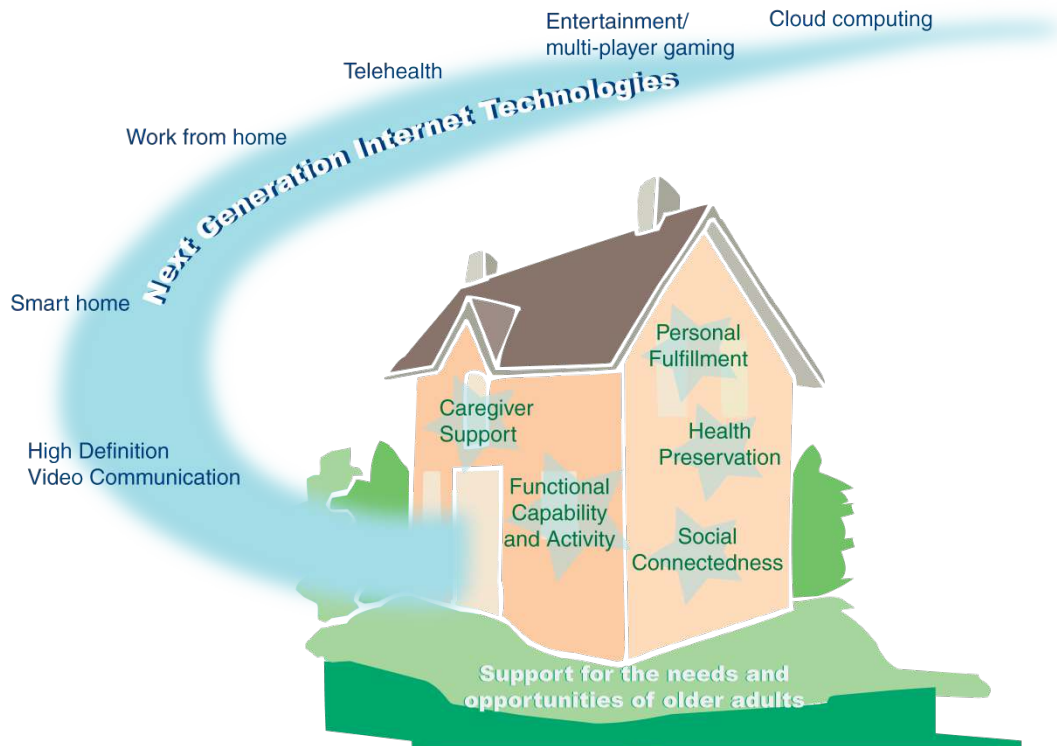 Entertainment/
multi-player gaming
Cloud computing
Telehealth
Work from home
Next Generation Internet Technologies
Smart home
High Definition
Video Communication
Personal
Fulfillment
Caregiver
Support
Health
Preservation
Functional
Capability
and Activity
Social
Connectedness
Support for the needs and
opportunities of older adults